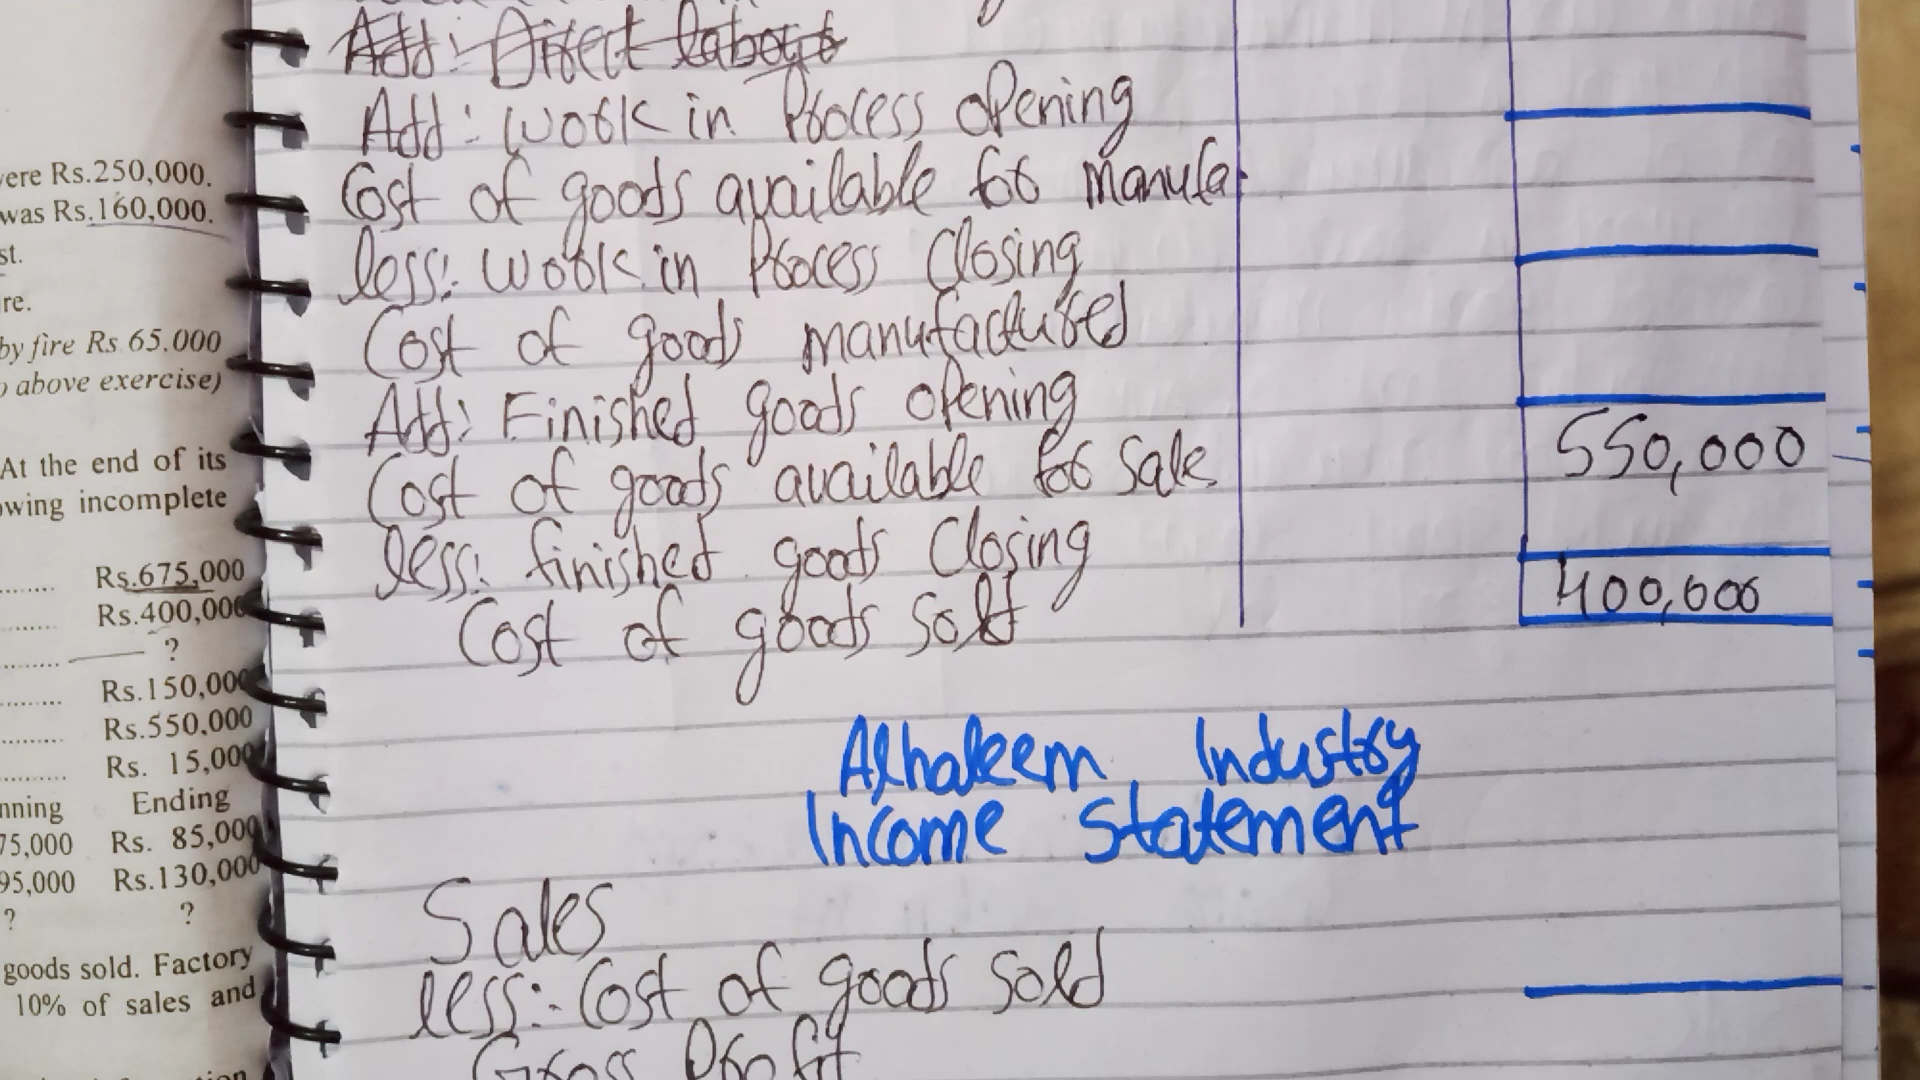 ere Rs.250,000.
was Rs.160,000.
st.
re.
by fire Rs 65,000
above exercise)
At the end of its
owing incomplete
Rs.675,000
Rs.400,000
?
Rs.150,000
Rs.550,000
Rs. 15,000
nning Ending
75,000 Rs. 85,000
95,000 Rs.130,000
? ?
goods sold. Factory
10% of sales and
Add: Direct labour
Add: Work in Process opening
Cost of goods available for manufa
less: Work in Process Closing
Cost of goods manufactured
Add: Finished goods opening
Cost of goods available for Sale 550,000
less: finished goods Closing
Cost of goods Sold 400,000
Alhaleem Industry
Income Statement
Sales
less:- Cost of goods Sold
Gross Profit